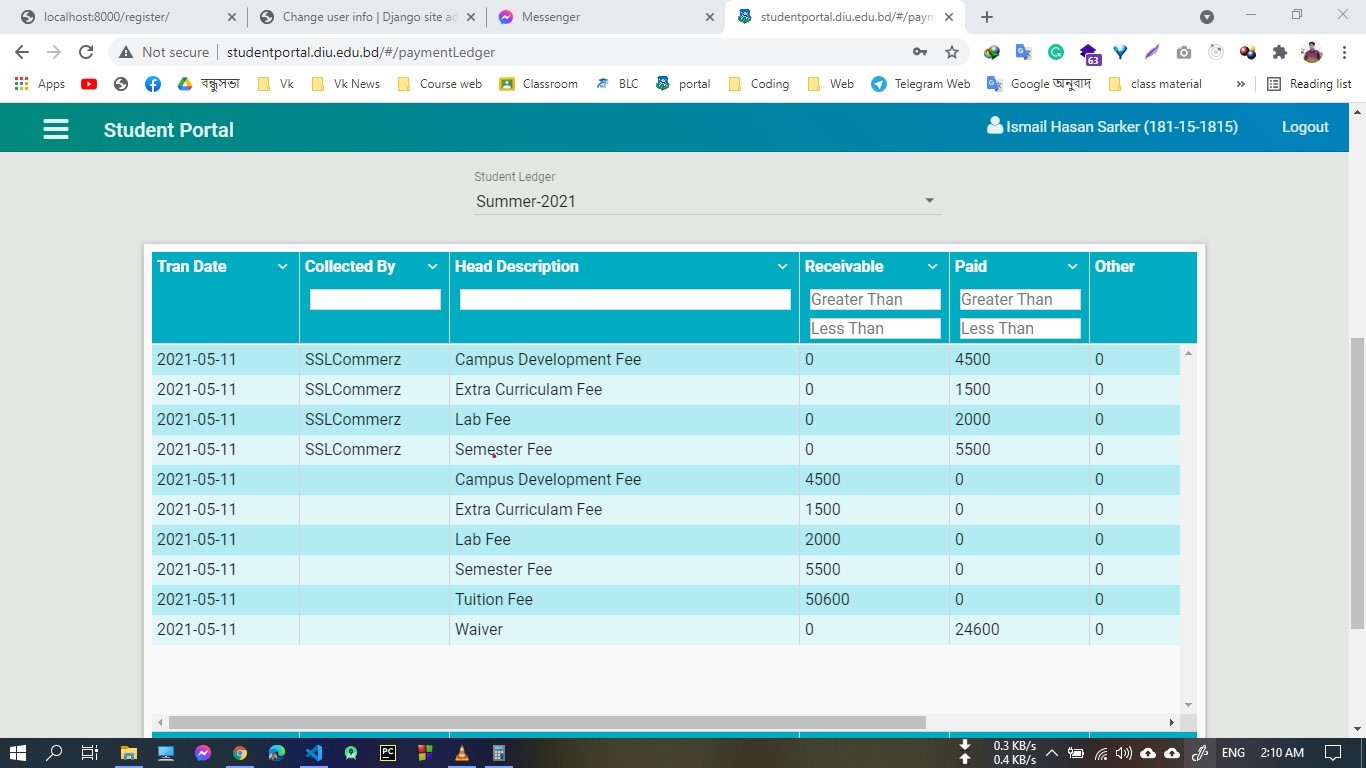 localhost:8000/register/
Change user info | Django site ad
Messenger
studentportal.diu.edu.bd/#/paym
Not secure | studentportal.diu.edu.bd/#/paymentLedger
63
Apps বন্ধুসভা Vk Vk News Course web Classroom BLC portal Coding Web Telegram Web Google অনুবাদ class material » Reading list
Student Portal Ismail Hasan Sarker (181-15-1815) Logout
Student Ledger
Summer-2021
Tran Date Collected By Head Description Receivable Paid Other
Greater Than Greater Than
Less Than Less Than
2021-05-11 SSLCommerz Campus Development Fee 0 4500 0
2021-05-11 SSLCommerz Extra Curriculam Fee 0 1500 0
2021-05-11 SSLCommerz Lab Fee 0 2000 0
2021-05-11 SSLCommerz Semester Fee 0 5500 0
2021-05-11 Campus Development Fee 4500 0 0
2021-05-11 Extra Curriculam Fee 1500 0 0
2021-05-11 Lab Fee 2000 0 0
2021-05-11 Semester Fee 5500 0 0
2021-05-11 Tuition Fee 50600 0 0
2021-05-11 Waiver 0 24600 0
PC
0.3 KB/s
0.4 KB/s
ENG 2:10 AM